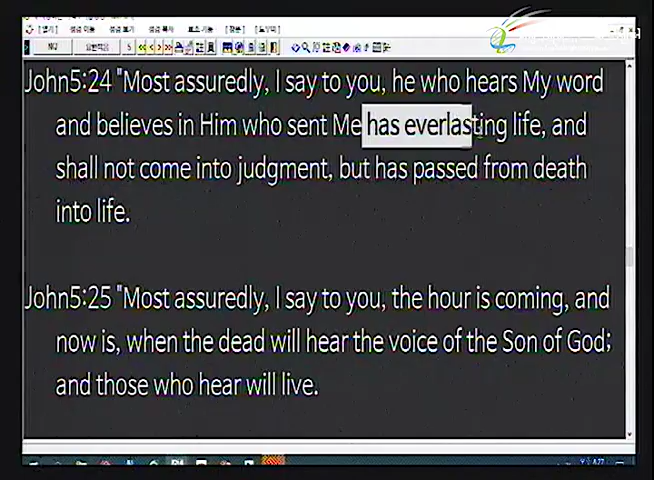 John5:24 "Most assuredly, I say to you, he who hears My word
and believes in Him who sent Me has everlasting life, and
shall not come into judgment, but has passed from death
into life.
John5:25 "Most assuredly, I say to you, the hour is coming, and
now is, when the dead will hear the voice of the Son of God;
and those who hear will live.